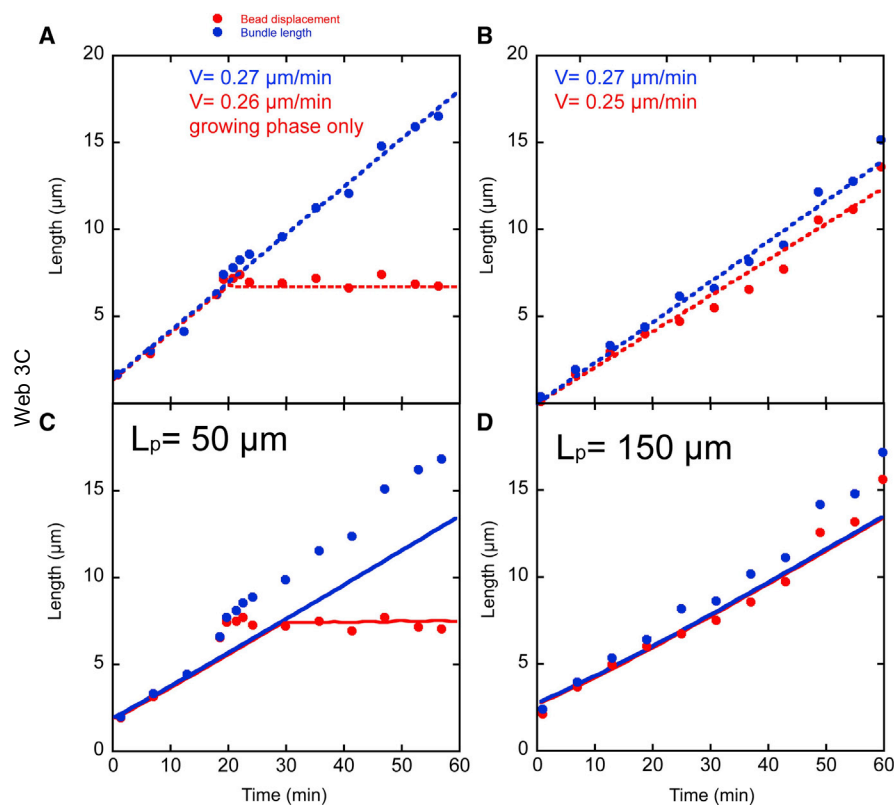 Bead displacement
Bundle length
A
B
20
15
10
5
Length (µm)
V= 0.27 µm/min
V= 0.26 µm/min
growing phase only
20
15
10
5
Length (µm)
V= 0.27 µm/min
V= 0.25 µm/min
Web 3C
C
D
15
10
5
0
Length (µm)
Lp= 50 µm
0 10 20 30 40 50 60
Time (min)
15
10
5
0
Length (µm)
Lp= 150 µm
0 10 20 30 40 50 60
Time (min)